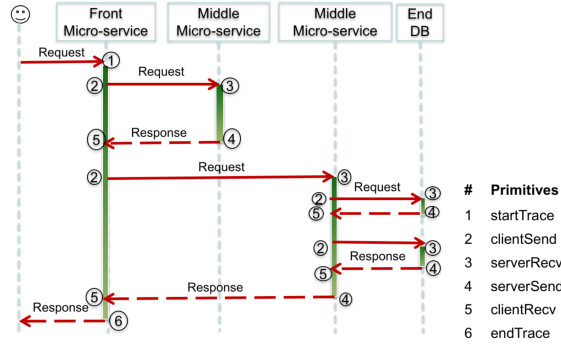 Front
Micro-service
Middle
Micro-service
Middle
Micro-service
End
DB
Request
1
2
Request
3
5
Response
4
2
Request
3
2
Request
3
5
Response
4
2
Request
3
5
Response
4
5
Response
4
Response
6
# Primitives
1 startTrace
2 clientSend
3 serverRecv
4 serverSend
5 clientRecv
6 endTrace